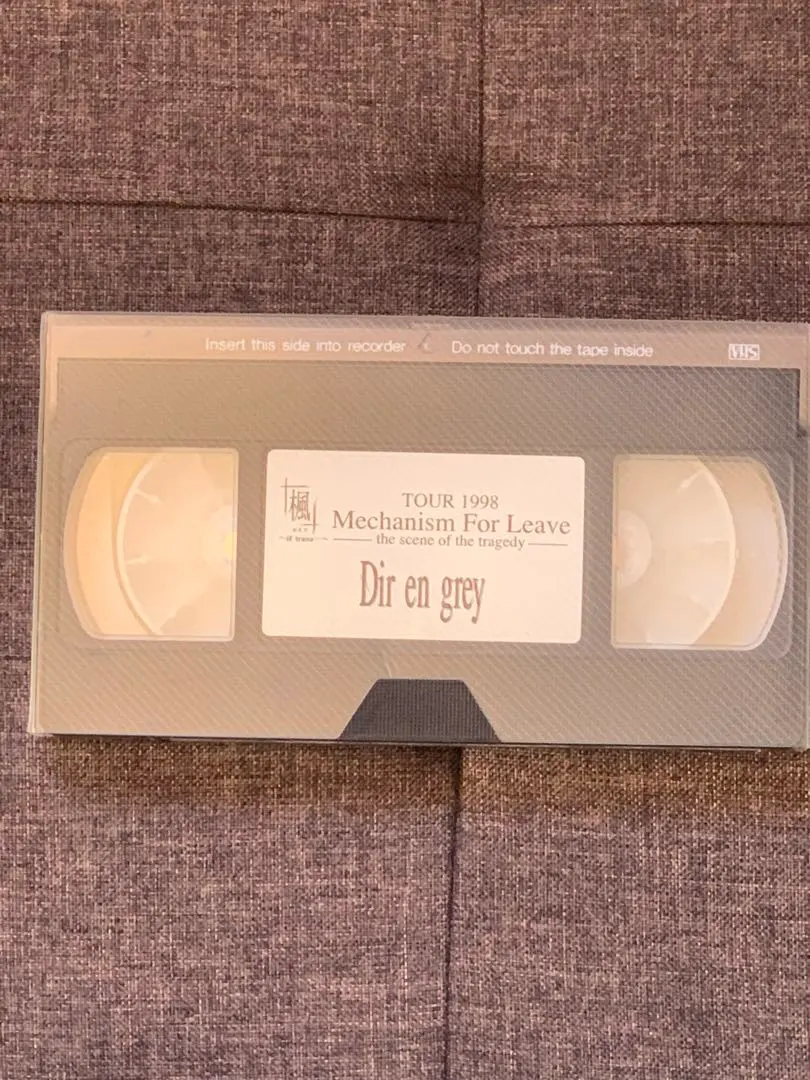 Insert this side into recorder
Do not touch the tape inside
VHS
「楓」
TOUR 1998
Mechanism For Leave
the scene of the tragedy
Dir en grey